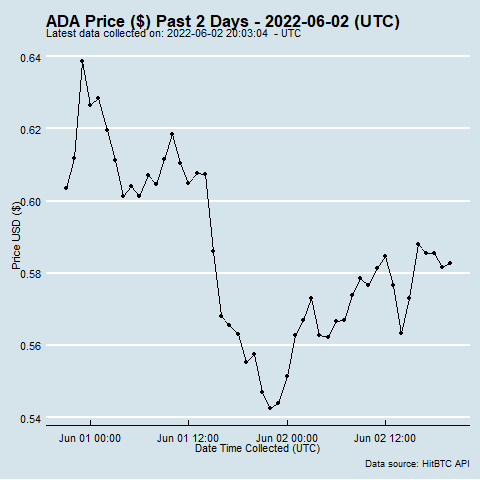 ADA Price ($) Past 2 Days - 2022-06-02 (UTC)
Latest data collected on: 2022-06-02 20:03:04 - UTC
0.64
0.62
0.60
0.58
0.56
0.54
Price USD ($)
Jun 01 00:00 Jun 01 12:00 Jun 02 00:00 Jun 02 12:00
Date Time Collected (UTC)
Data source: HitBTC API